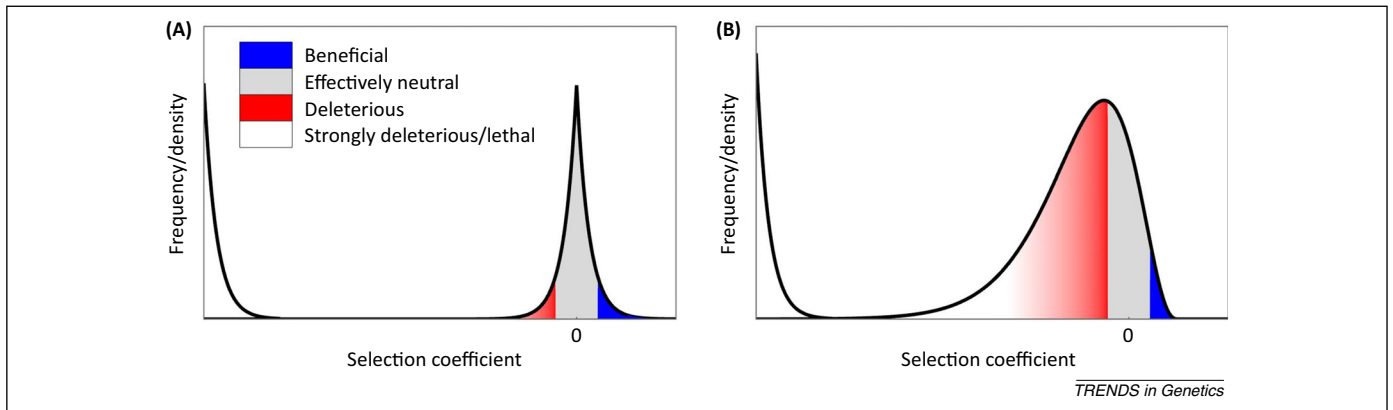 (A)
Beneficial
Effectively neutral
Deleterious
Strongly deleterious/lethal
Frequency/density
0
Selection coefficient
(B)
Frequency/density
0
Selection coefficient
TRENDS in Genetics